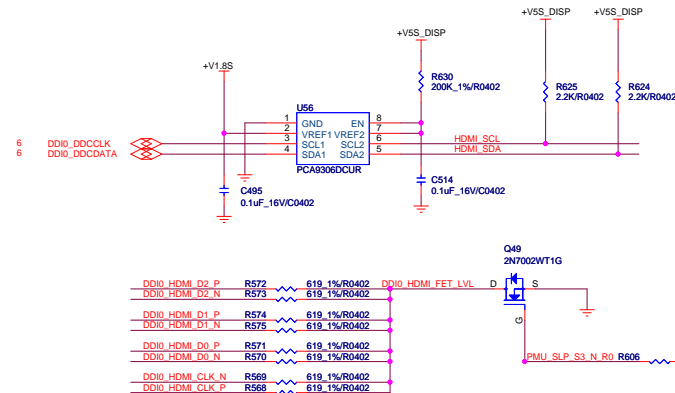 +V5S_DISP +V5S_DISP
+V5S_DISP
+V1.8S
R630
200K_1%/R0402
R625
2.2K/R0402
R624
2.2K/R0402
U56
1 GND EN 8
2 VREF1 VREF2 7
3 SCL1 SCL2 6
4 SDA1 SDA2 5
PCA9306DCUR
HDMI_SCL
HDMI_SDA
6 DDI0_DDCCLK
6 DDI0_DDCDATA
C495
0.1uF_16V/C0402
C514
0.1uF_16V/C0402
Q49
2N7002WT1G
DDI0_HDMI_D2_P R572 619_1%/R0402 DDI0_HDMI_FET_LVL D S
DDI0_HDMI_D2_N R573 619_1%/R0402
G
DDI0_HDMI_D1_P R574 619_1%/R0402
DDI0_HDMI_D1_N R575 619_1%/R0402
DDI0_HDMI_D0_P R571 619_1%/R0402
DDI0_HDMI_D0_N R570 619_1%/R0402
PMU_SLP_S3_N_R0 R606
DDI0_HDMI_CLK_N R569 619_1%/R0402
DDI0_HDMI_CLK_P R568 619_1%/R0402